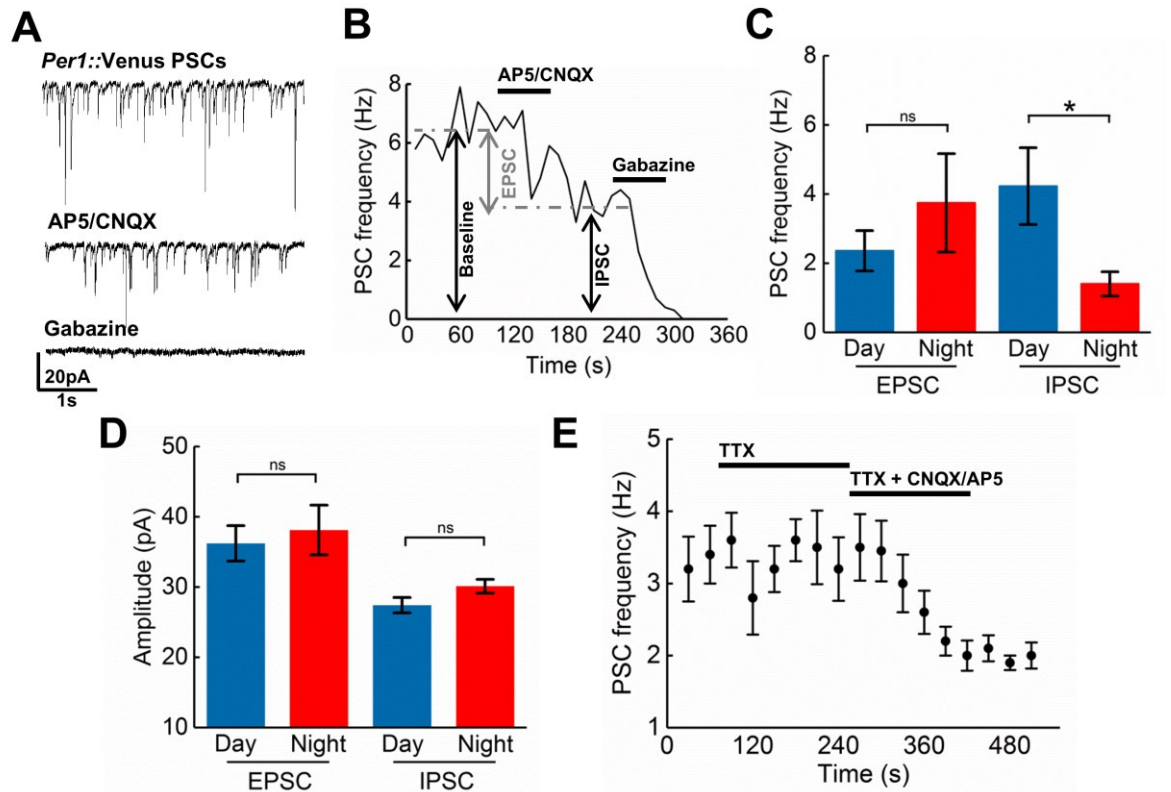 A
Per1::Venus PSCs
AP5/CNQX
Gabazine
20pA
1s
B
PSC frequency (Hz)
8
6
4
2
0
AP5/CNQX
Gabazine
Baseline
EPSC
IPSC
0 60 120 180 240 300 360
Time (s)
C
PSC frequency (Hz)
8
6
4
2
0
ns
*
Day Night Day Night
EPSC IPSC
D
Amplitude (pA)
50
40
30
20
10
ns
ns
Day Night Day Night
EPSC IPSC
E
PSC frequency (Hz)
5
4
3
2
1
TTX
TTX + CNQX/AP5
0 120 240 360 480
Time (s)